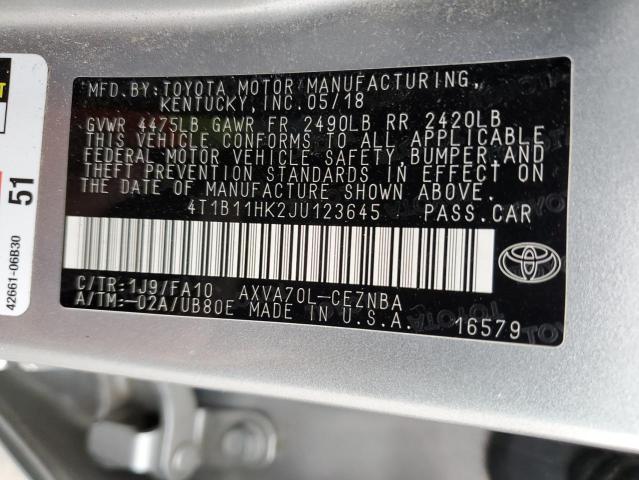 MFD.BY:TOYOTA MOTOR MANUFACTURING,
KENTUCKY, INC.05/18
GVWR 4475LB GAWR FR 2490LB RR 2420LB
THIS VEHICLE CONFORMS TO ALL APPLICABLE
FEDERAL MOTOR VEHICLE SAFETY, BUMPER,AND
THEFT PREVENTION STANDARDS IN EFFECT ON
THE DATE OF MANUFACTURE SHOWN ABOVE.
4T1B11HK2JU123645 PASS.CAR
C/TR:1J9/FA10 AXVA70L-CEZNBA
A/TM:-02A/UB80E MADE IN U.S.A. 16579
51
42661-06B30